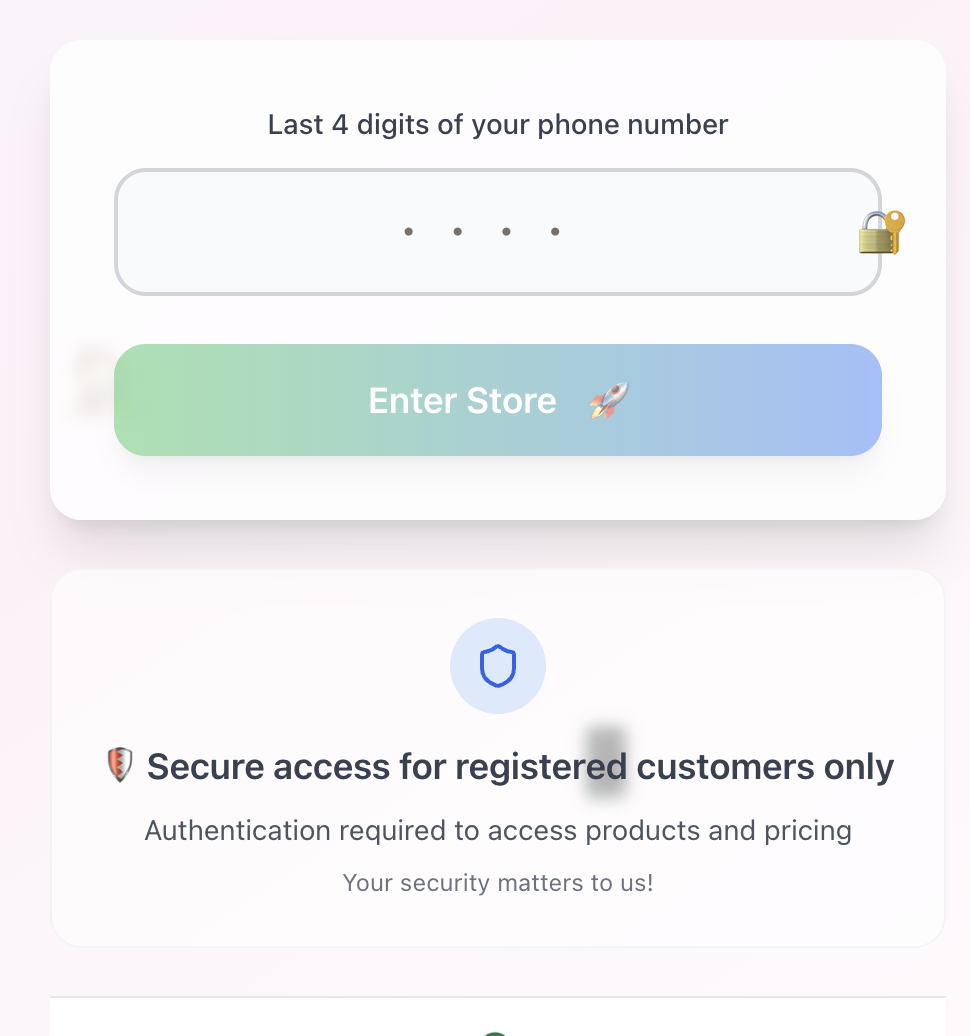 Last 4 digits of your phone number
• • • •
Enter Store 🚀
🛡️ Secure access for registered customers only
Authentication required to access products and pricing
Your security matters to us!